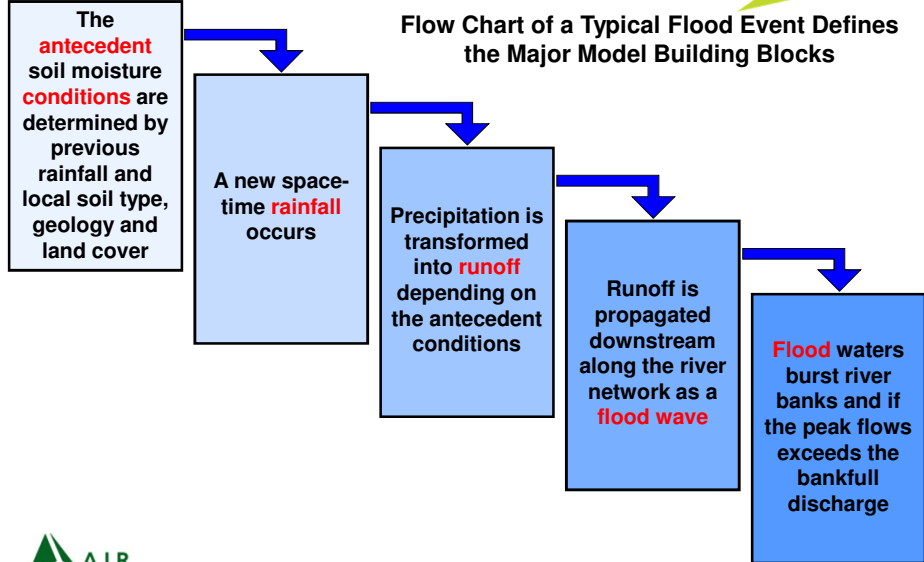 Flow Chart of a Typical Flood Event Defines
the Major Model Building Blocks
The
antecedent
soil moisture
conditions are
determined by
previous
rainfall and
local soil type,
geology and
land cover
A new space-
time rainfall
occurs
Precipitation is
transformed
into runoff
depending on
the antecedent
conditions
Runoff is
propagated
downstream
along the river
network as a
flood wave
Flood waters
burst river
banks and if
the peak flows
exceeds the
bankfull
discharge
AIR